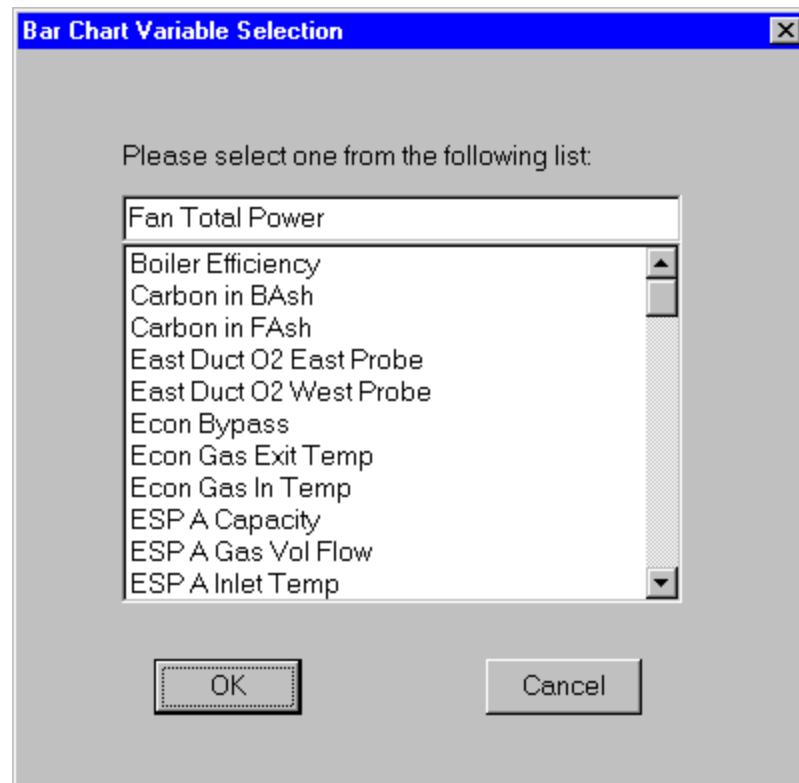 Bar Chart Variable Selection
Please select one from the following list:
Fan Total Power
Boiler Efficiency
Carbon in BAsh
Carbon in FAsh
East Duct O2 East Probe
East Duct O2 West Probe
Econ Bypass
Econ Gas Exit Temp
Econ Gas In Temp
ESP A Capacity
ESP A Gas Vol Flow
ESP A Inlet Temp
OK
Cancel